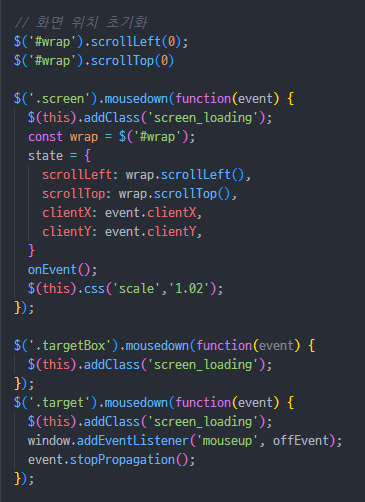 // 화면 위치 초기화
$('#wrap').scrollLeft(0);
$('#wrap').scrollTop(0)
$('.screen').mousedown(function(event) {
$(this).addClass('screen_loading');
const wrap = $('#wrap');
state = {
scrollLeft: wrap.scrollLeft(),
scrollTop: wrap.scrollTop(),
clientX: event.clientX,
clientY: event.clientY,
}
onEvent();
$(this).css('scale','1.02');
});
$('.targetBox').mousedown(function(event) {
$(this).addClass('screen_loading');
});
$('.target').mousedown(function(event) {
$(this).addClass('screen_loading');
window.addEventListener('mouseup', offEvent);
event.stopPropagation();
});